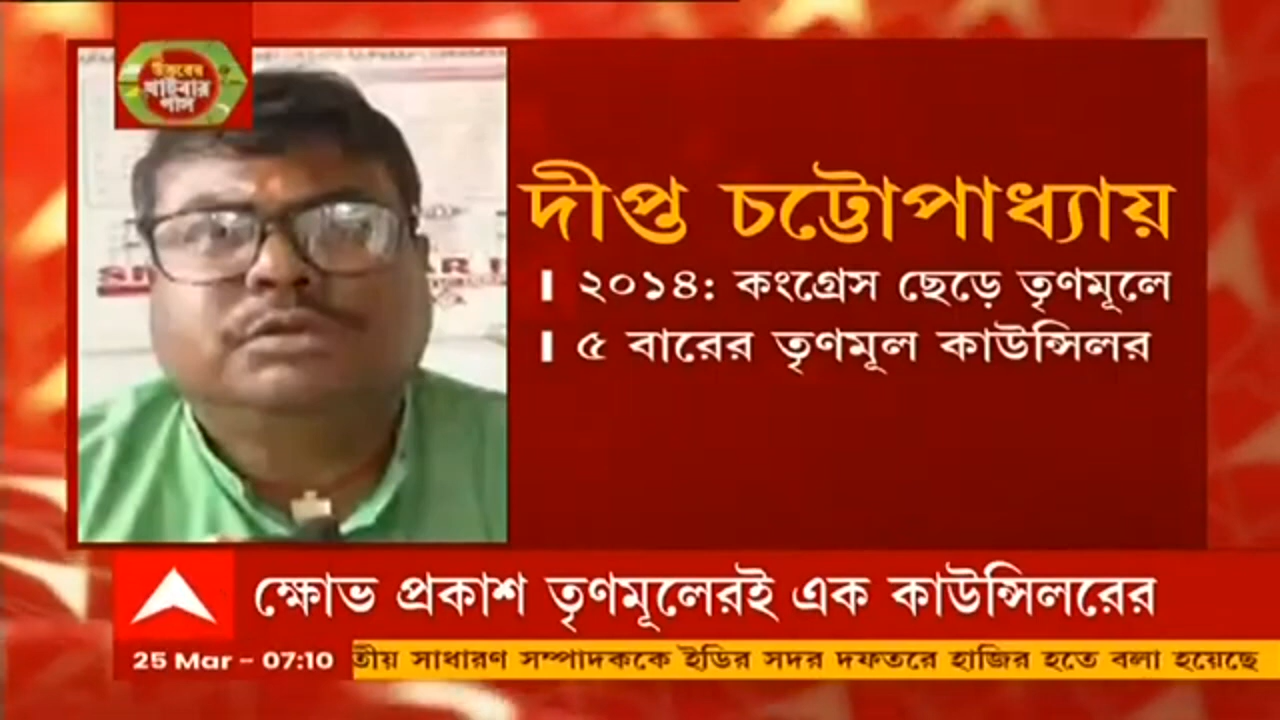 উত্তরের
খাইবার
পাস
দীপ্ত চট্টোপাধ্যায়
২০১৪: কংগ্রেস ছেড়ে তৃণমূলে
৫ বারের তৃণমূল কাউন্সিলর
ক্ষোভ প্রকাশ তৃণমূলেরই এক কাউন্সিলরের
25 Mar - 07:10
তীয় সাধারণ সম্পাদককে ইডির সদর দফতরে হাজির হতে বলা হয়েছে